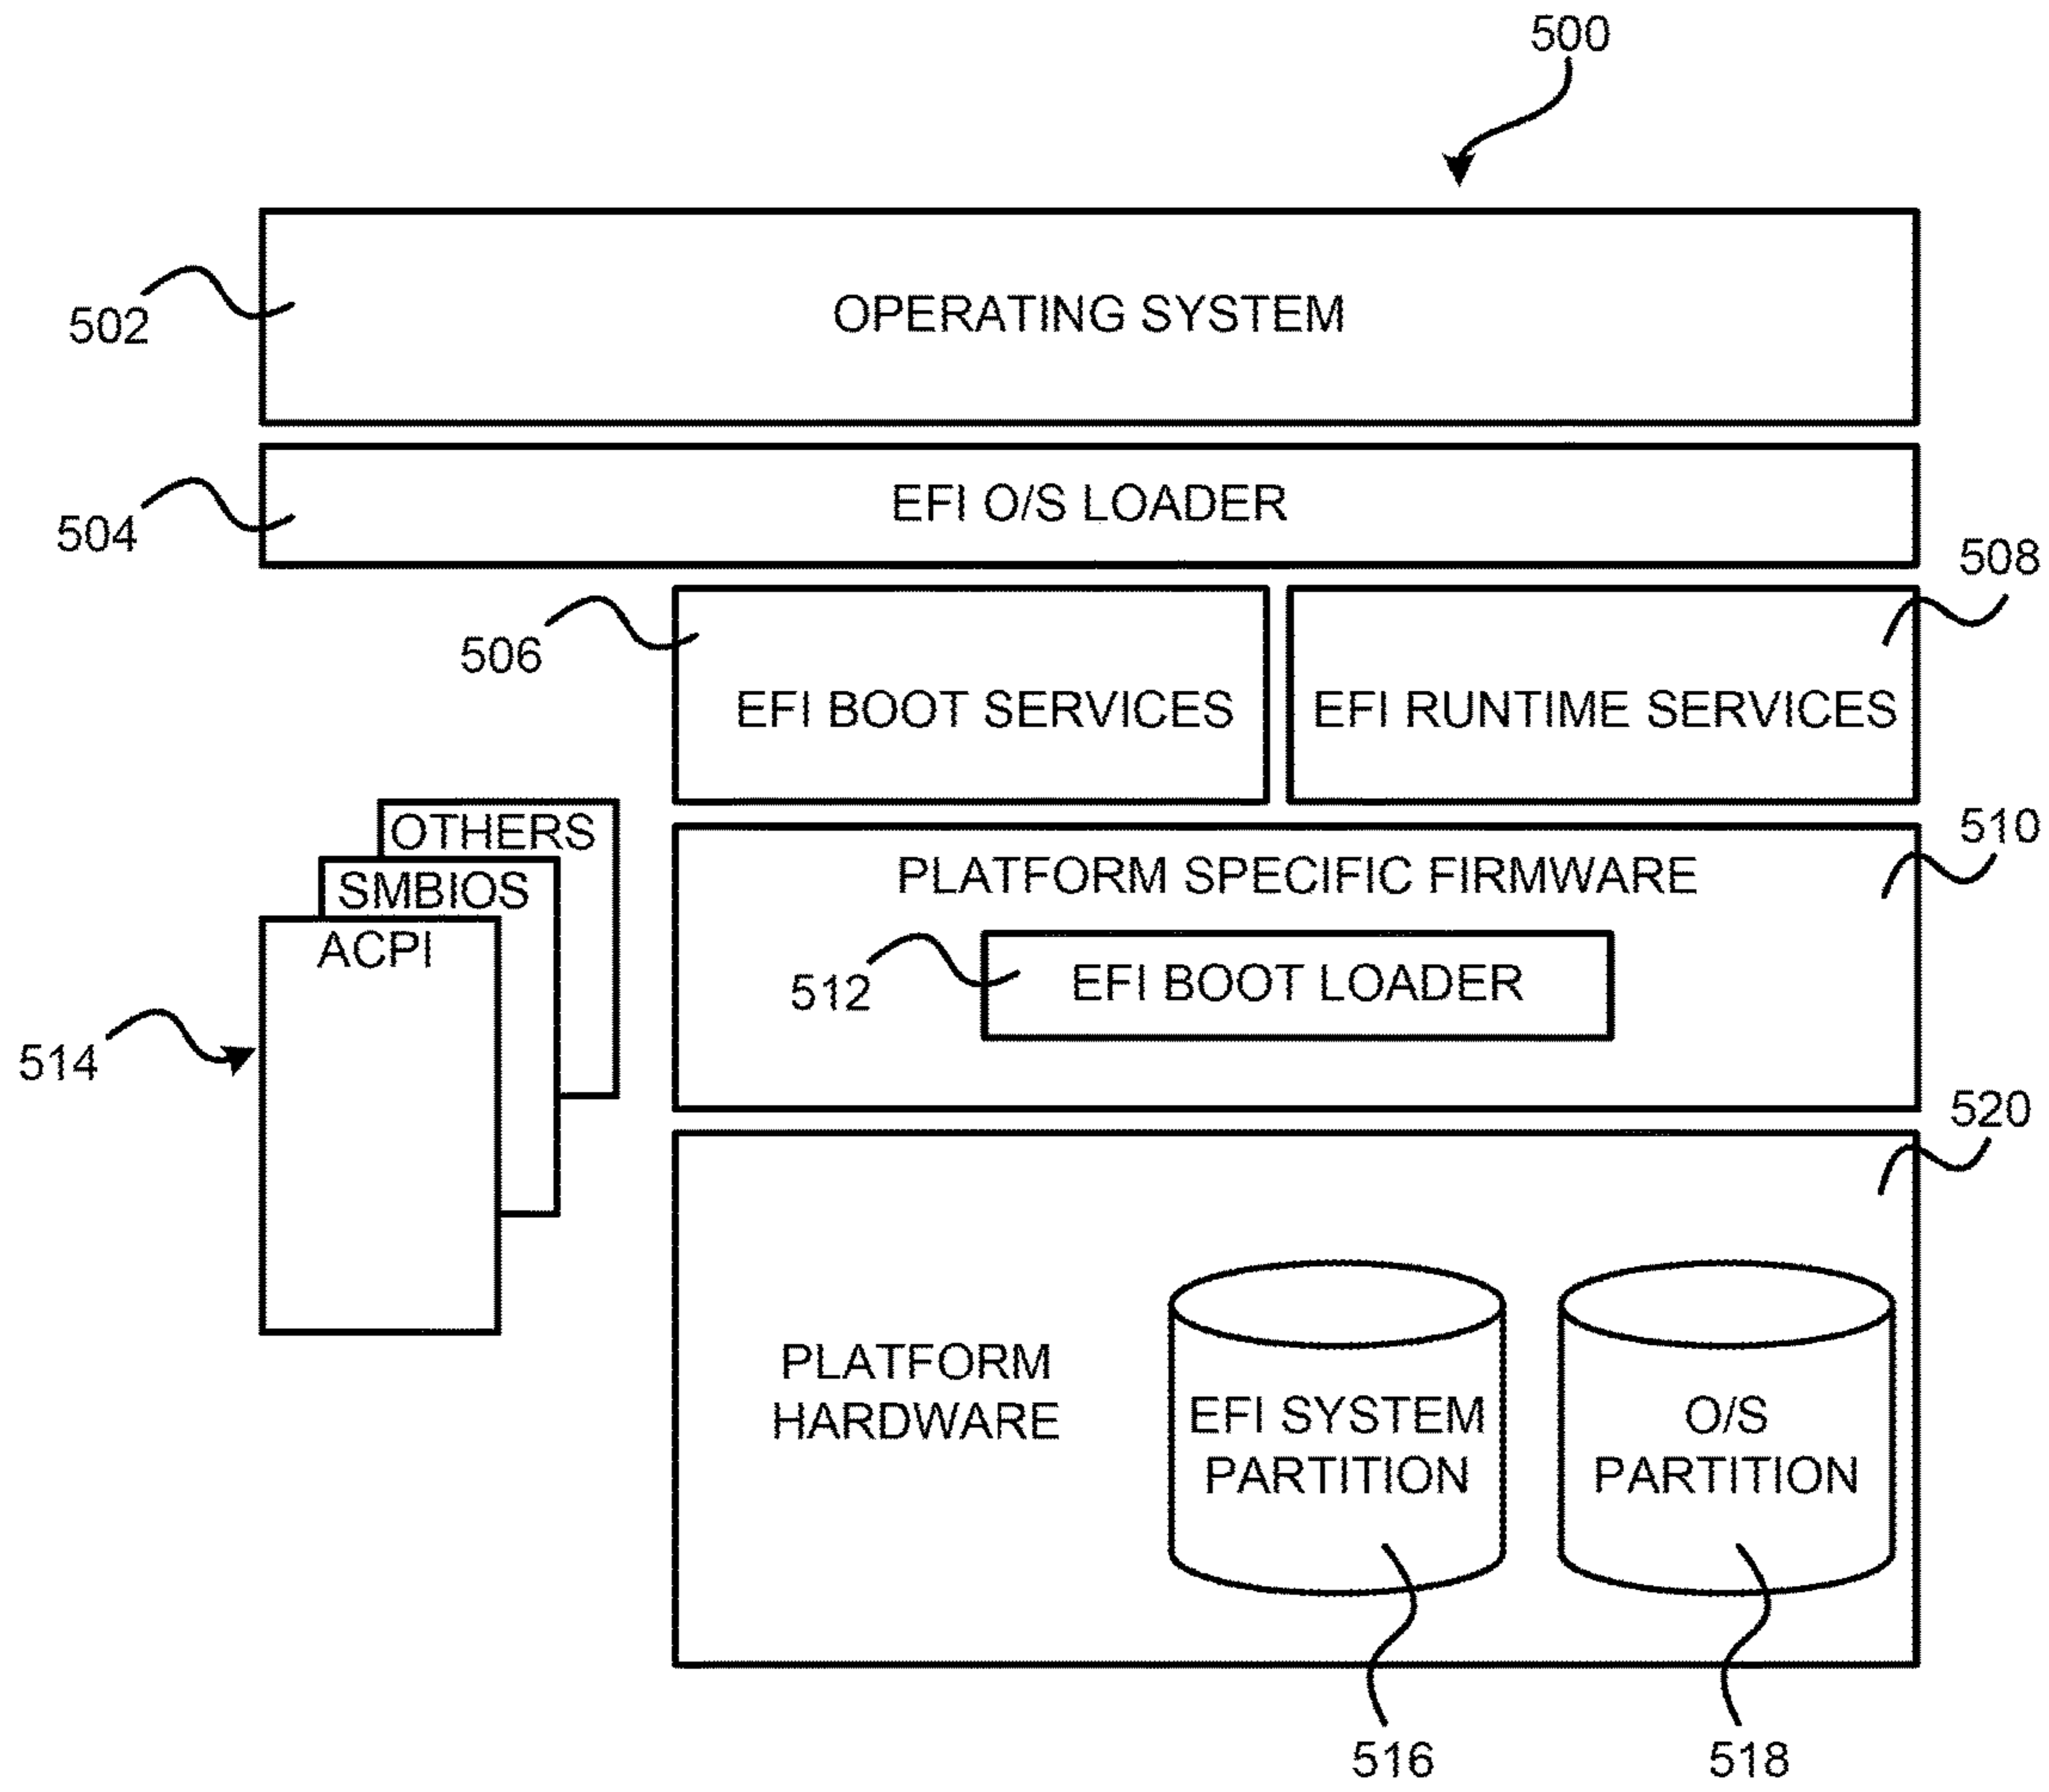 500
OPERATING SYSTEM
502
EFI O/S LOADER
504
508
506
EFI BOOT SERVICES
EFI RUNTIME SERVICES
510
OTHERS
SMBIOS
ACPI
PLATFORM SPECIFIC FIRMWARE
512
EFI BOOT LOADER
514
520
PLATFORM
HARDWARE
EFI SYSTEM
PARTITION
O/S
PARTITION
516
518